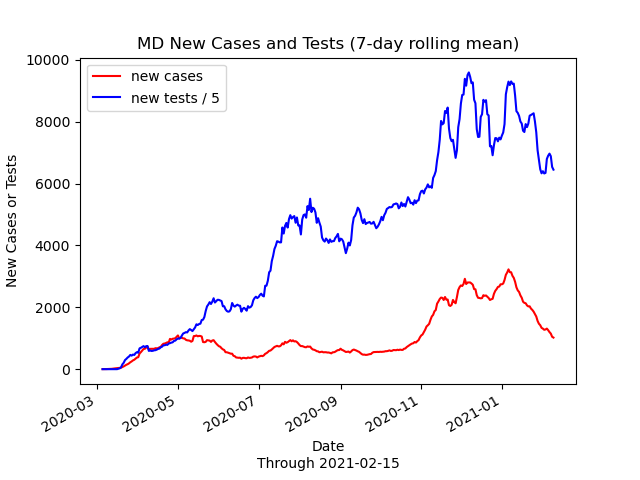 MD New Cases and Tests (7-day rolling mean)
new cases
new tests / 5
New Cases or Tests
10000
8000
6000
4000
2000
0
2020-03
2020-05
2020-07
2020-09
2020-11
2021-01
Date
Through 2021-02-15